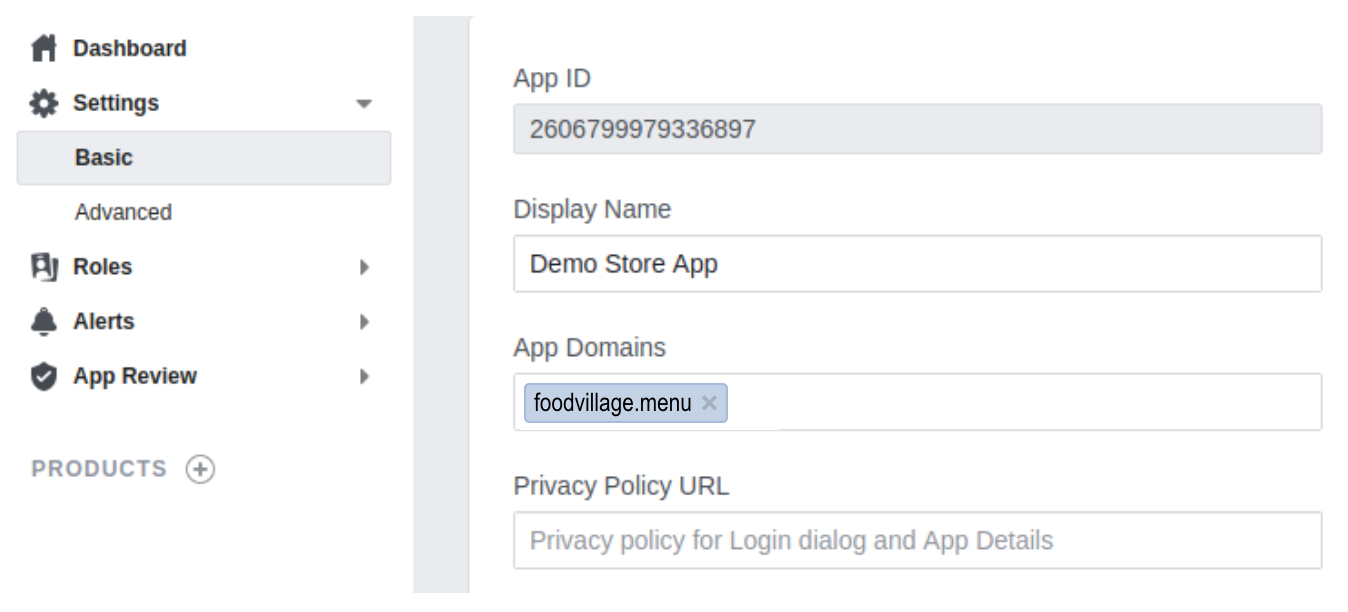 Dashboard
Settings
Basic
Advanced
Roles
Alerts
App Review
PRODUCTS
App ID
2606799979336897
Display Name
Demo Store App
App Domains
foodvillage.menu
Privacy Policy URL
Privacy policy for Login dialog and App Details